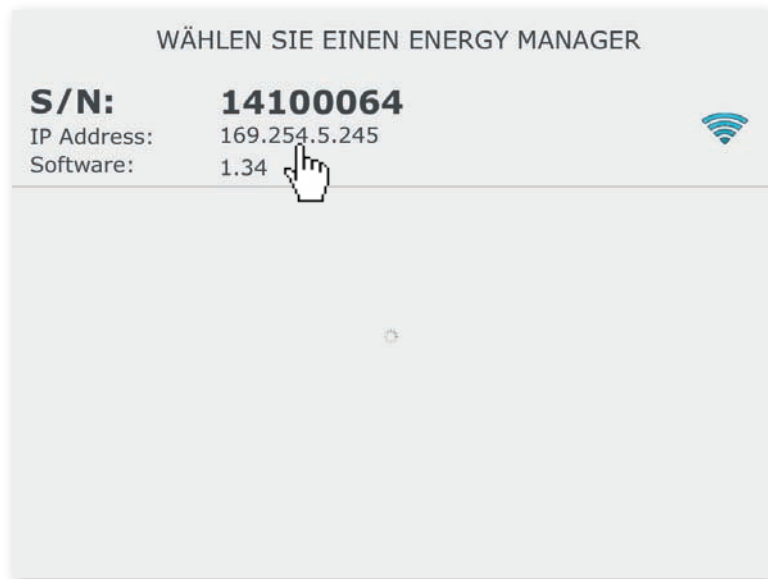 WÄHLEN SIE EINEN ENERGY MANAGER
S/N: 14100064
IP Address: 169.254.5.245
Software: 1.34